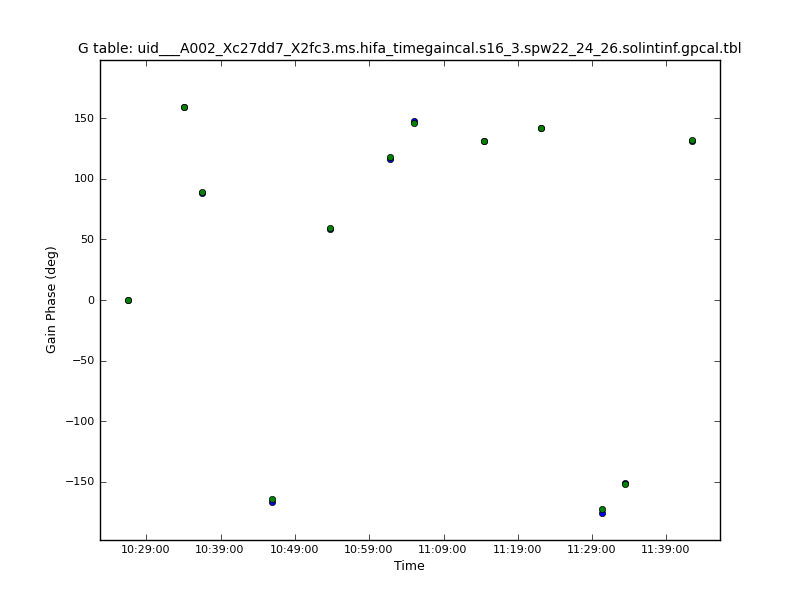 G table: uid___A002_Xc27dd7_X2fc3.ms.hifa_timegaincal.s16_3.spw22_24_26.solintinf.gpcal.tbl
150
100
50
0
−50
−100
−150
Gain Phase (deg)
10:29:00 10:39:00 10:49:00 10:59:00 11:09:00 11:19:00 11:29:00 11:39:00
Time